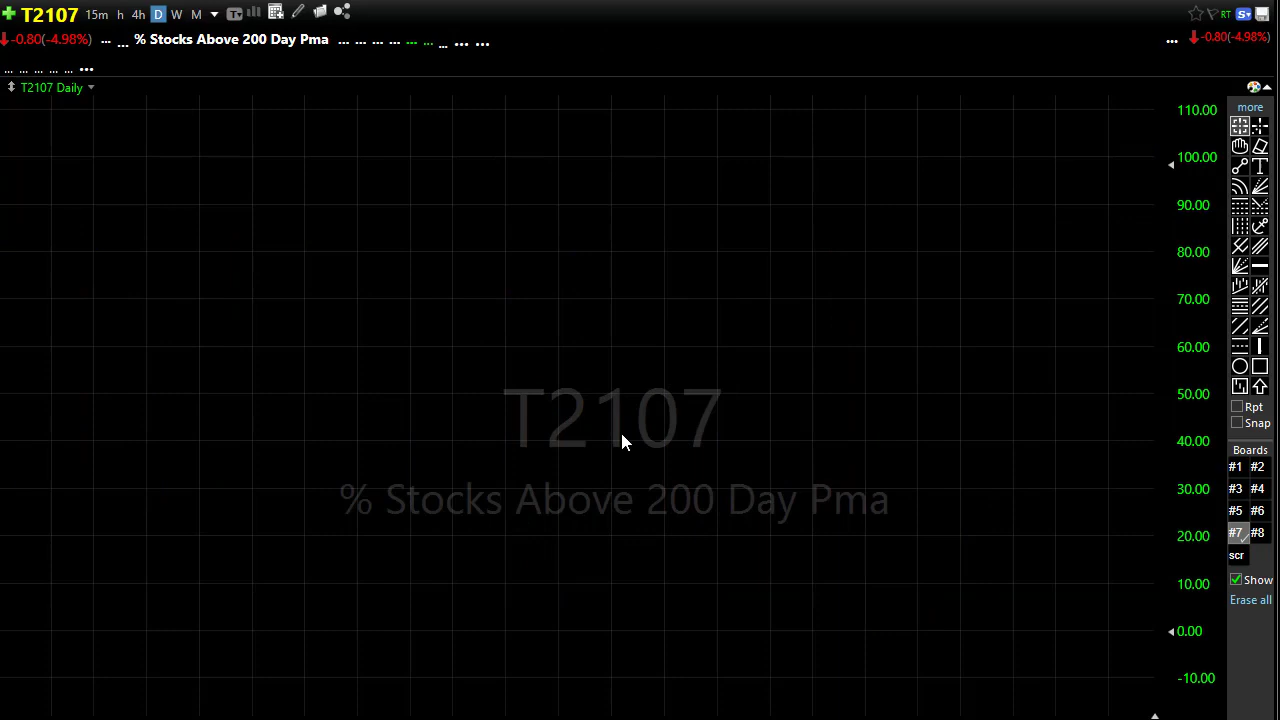 T2107 15m h 4h D W M RT S
-0.80(-4.98%) ... ... % Stocks Above 200 Day Pma ... ... ... ... ... ... ... ... ... ... -0.80(-4.98%)
... ... ... ... ... ...
T2107 Daily
more
110.00
100.00
90.00
80.00
70.00
60.00
50.00
40.00
30.00
20.00
10.00
0.00
-10.00
T2107
% Stocks Above 200 Day Pma
Rpt
Snap
Boards
#1 #2
#3 #4
#5 #6
#7 #8
scr
Show
Erase all